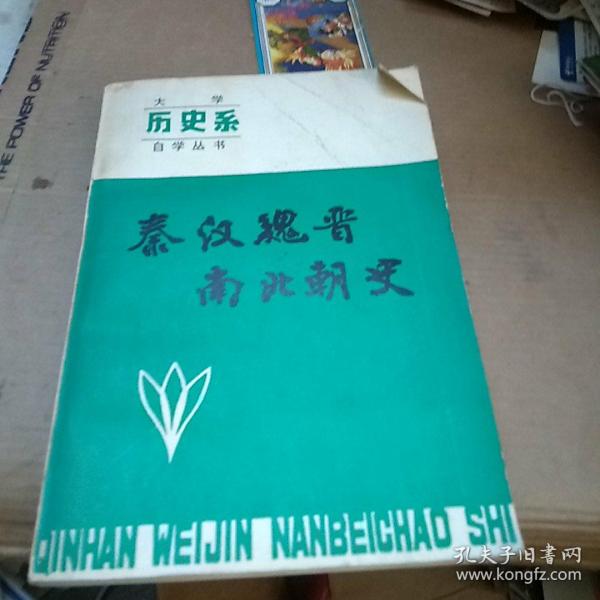 THE POWER OF NUTRITION
大学
历史系
自学丛书
秦汉魏晋
南北朝史
QINHAN WEIJIN NANBEICHAO SHI
孔夫子旧书网
www.kongfz.com